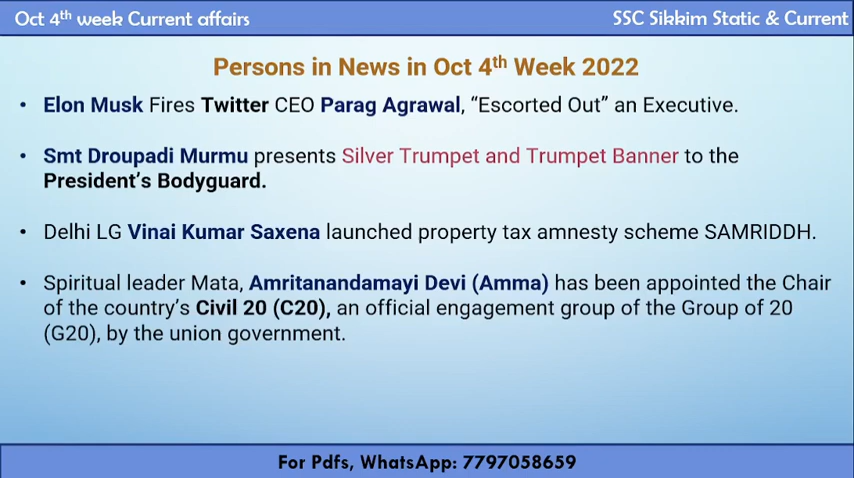 Oct 4th week Current affairs
SSC Sikkim Static & Current
Persons in News in Oct 4th Week 2022
• Elon Musk Fires Twitter CEO Parag Agrawal, “Escorted Out” an Executive.
• Smt Droupadi Murmu presents Silver Trumpet and Trumpet Banner to the
President’s Bodyguard.
• Delhi LG Vinai Kumar Saxena launched property tax amnesty scheme SAMRIDDH.
• Spiritual leader Mata, Amritanandamayi Devi (Amma) has been appointed the Chair
of the country’s Civil 20 (C20), an official engagement group of the Group of 20
(G20), by the union government.
For Pdfs, WhatsApp: 7797058659